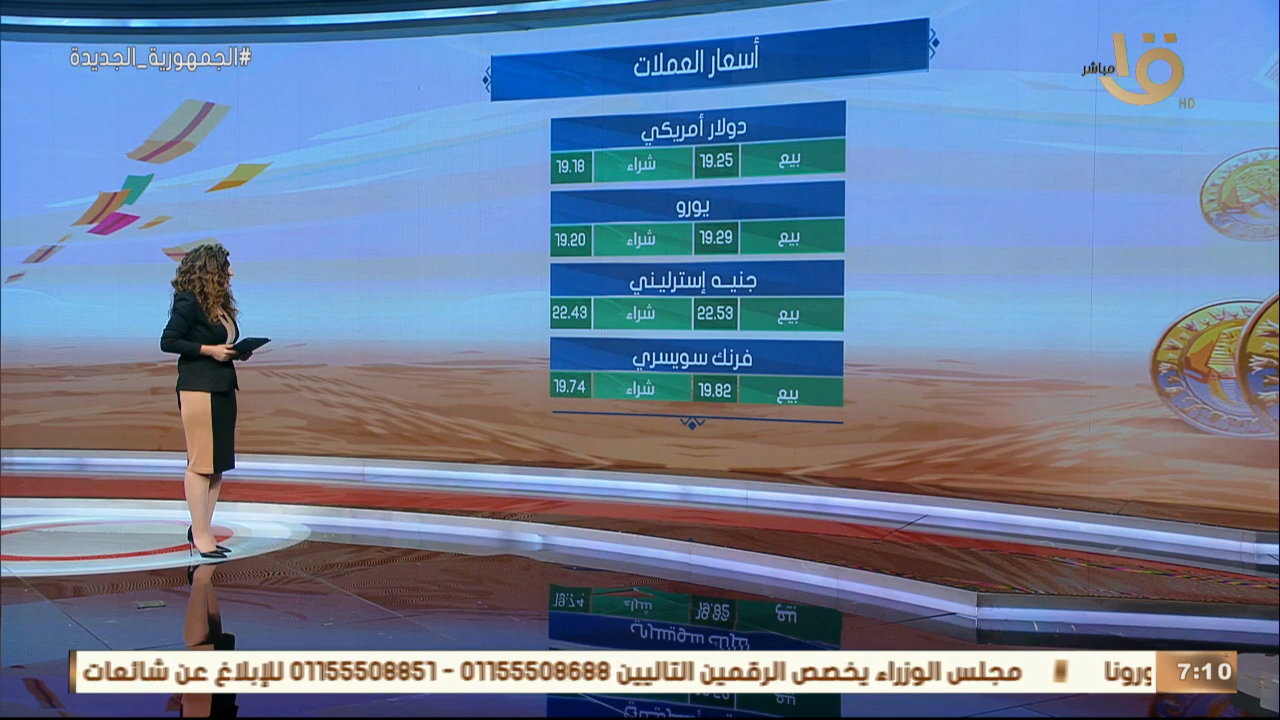 #الجمهورية_الجديدة
مباشر
HD
أسعار العملات
دولار أمريكي
بيع 19.25 شراء 19.18
يورو
بيع 19.29 شراء 19.20
جنيه إسترليني
بيع 22.53 شراء 22.43
فرنك سويسري
بيع 19.82 شراء 19.74
7:10
ورونا مجلس الوزراء يخصص الرقمين التاليين 01155508688 - 01155508851 للإبلاغ عن شائعات